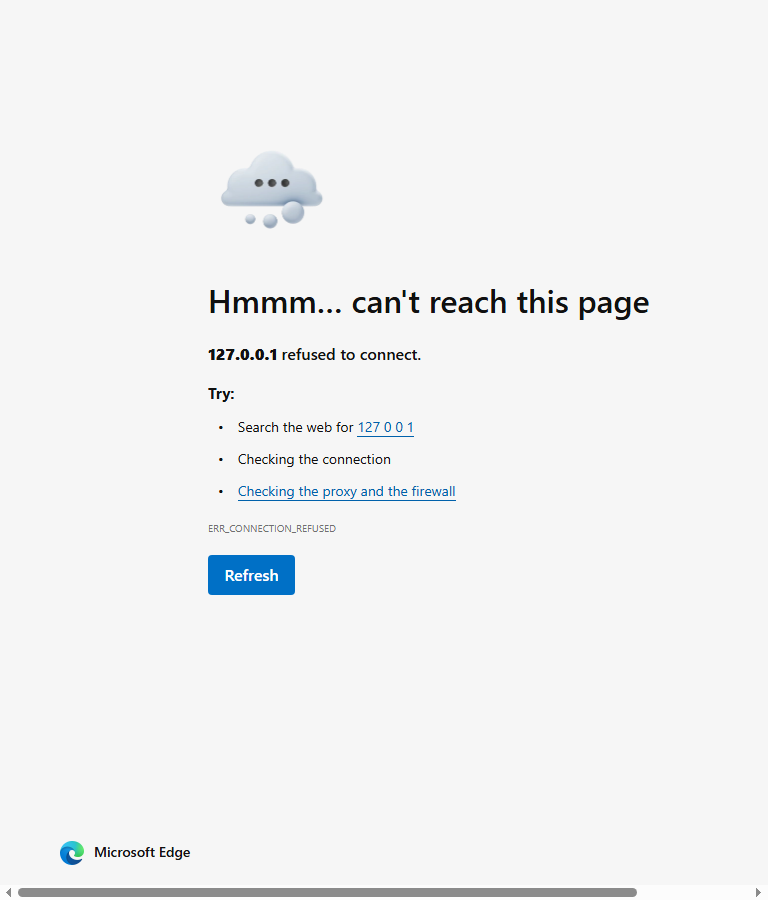 Hmmm... can't reach this page
127.0.0.1 refused to connect.
Try:
• Search the web for 127 0 0 1
• Checking the connection
• Checking the proxy and the firewall
ERR_CONNECTION_REFUSED
Refresh
Microsoft Edge